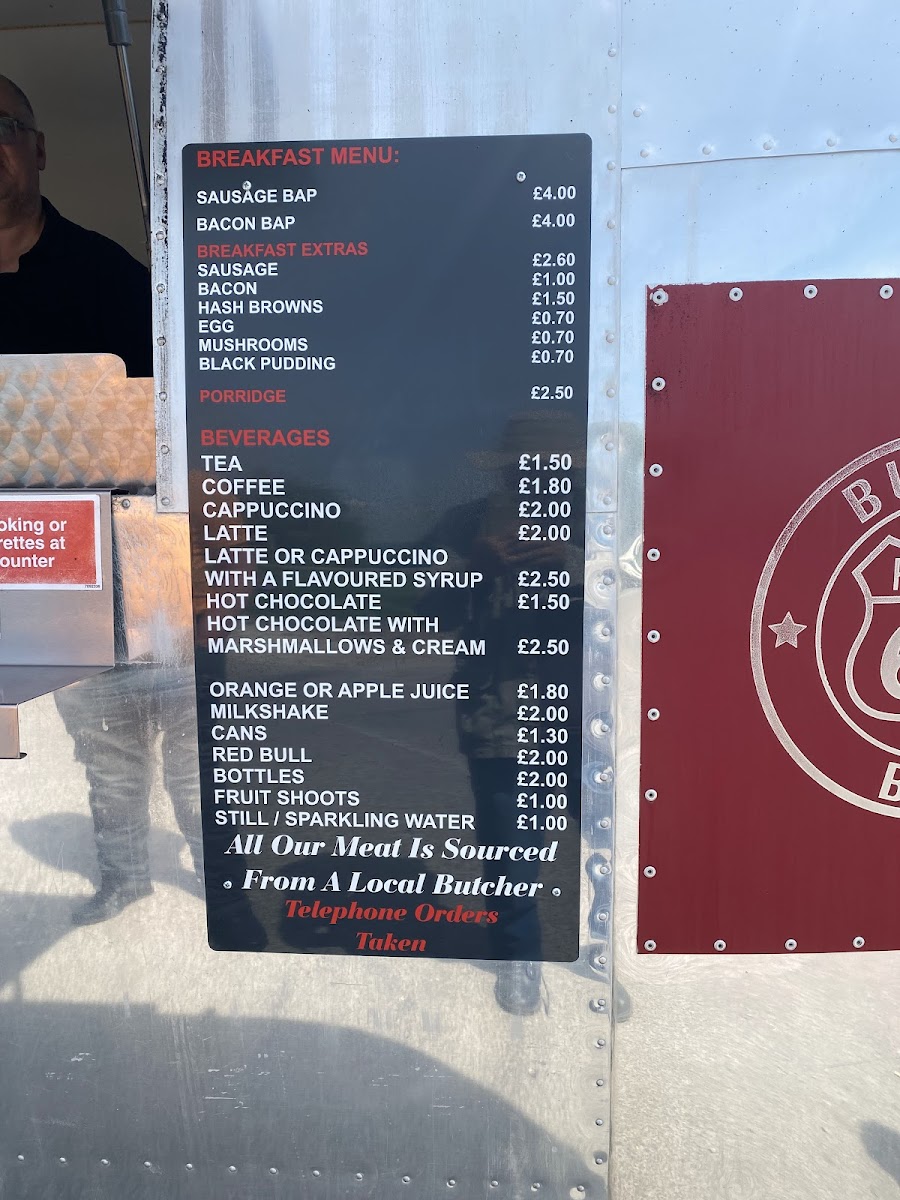 BREAKFAST MENU:
SAUSAGE BAP £4.00
BACON BAP £4.00
BREAKFAST EXTRAS
SAUSAGE £2.60
BACON £1.00
HASH BROWNS £1.50
EGG £0.70
MUSHROOMS £0.70
BLACK PUDDING £0.70
PORRIDGE £2.50
BEVERAGES
TEA £1.50
COFFEE £1.80
CAPPUCCINO £2.00
LATTE £2.00
LATTE OR CAPPUCCINO
WITH A FLAVOURED SYRUP £2.50
HOT CHOCOLATE £1.50
HOT CHOCOLATE WITH
MARSHMALLOWS & CREAM £2.50
ORANGE OR APPLE JUICE £1.80
MILKSHAKE £2.00
CANS £1.30
RED BULL £2.00
BOTTLES £2.00
FRUIT SHOOTS £1.00
STILL / SPARKLING WATER £1.00
All Our Meat Is Sourced
From A Local Butcher
Telephone Orders
Taken
oking or
rettes at
ounter
BU
R
6
B